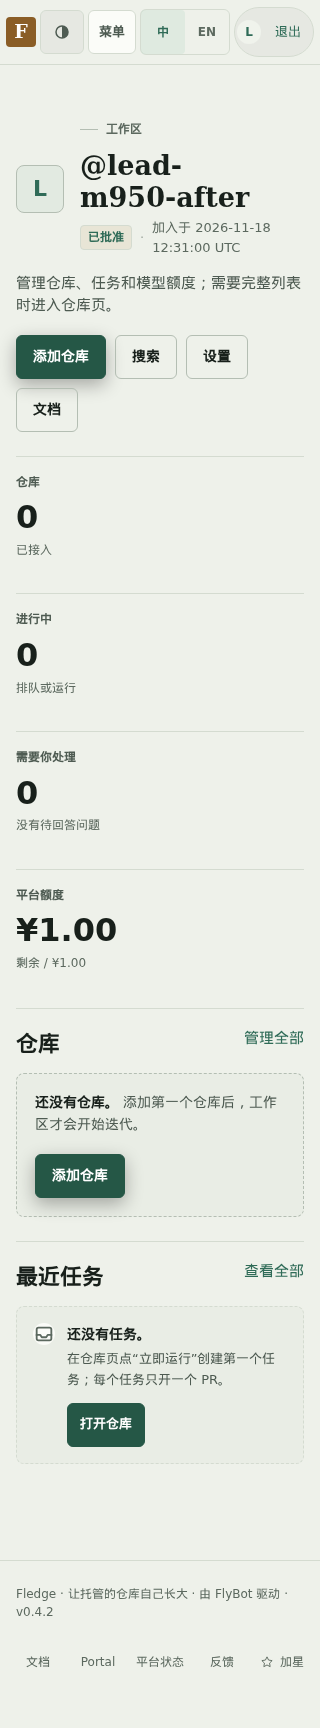 F 菜单 中 EN L 退出
工作区
L
@lead-
m950-after
已批准 · 加入于 2026-11-18
12:31:00 UTC
管理仓库、任务和模型额度；需要完整列表
时进入仓库页。
添加仓库 搜索 设置
文档
仓库
0
已接入
进行中
0
排队或运行
需要你处理
0
没有待回答问题
平台额度
¥1.00
剩余 / ¥1.00
仓库 管理全部
还没有仓库。 添加第一个仓库后，工作
区才会开始迭代。
添加仓库
最近任务 查看全部
还没有任务。
在仓库页点“立即运行”创建第一个任
务；每个任务只开一个 PR。
打开仓库
Fledge · 让托管的仓库自己长大 · 由 FlyBot 驱动 ·
v0.4.2
文档 Portal 平台状态 反馈 加星